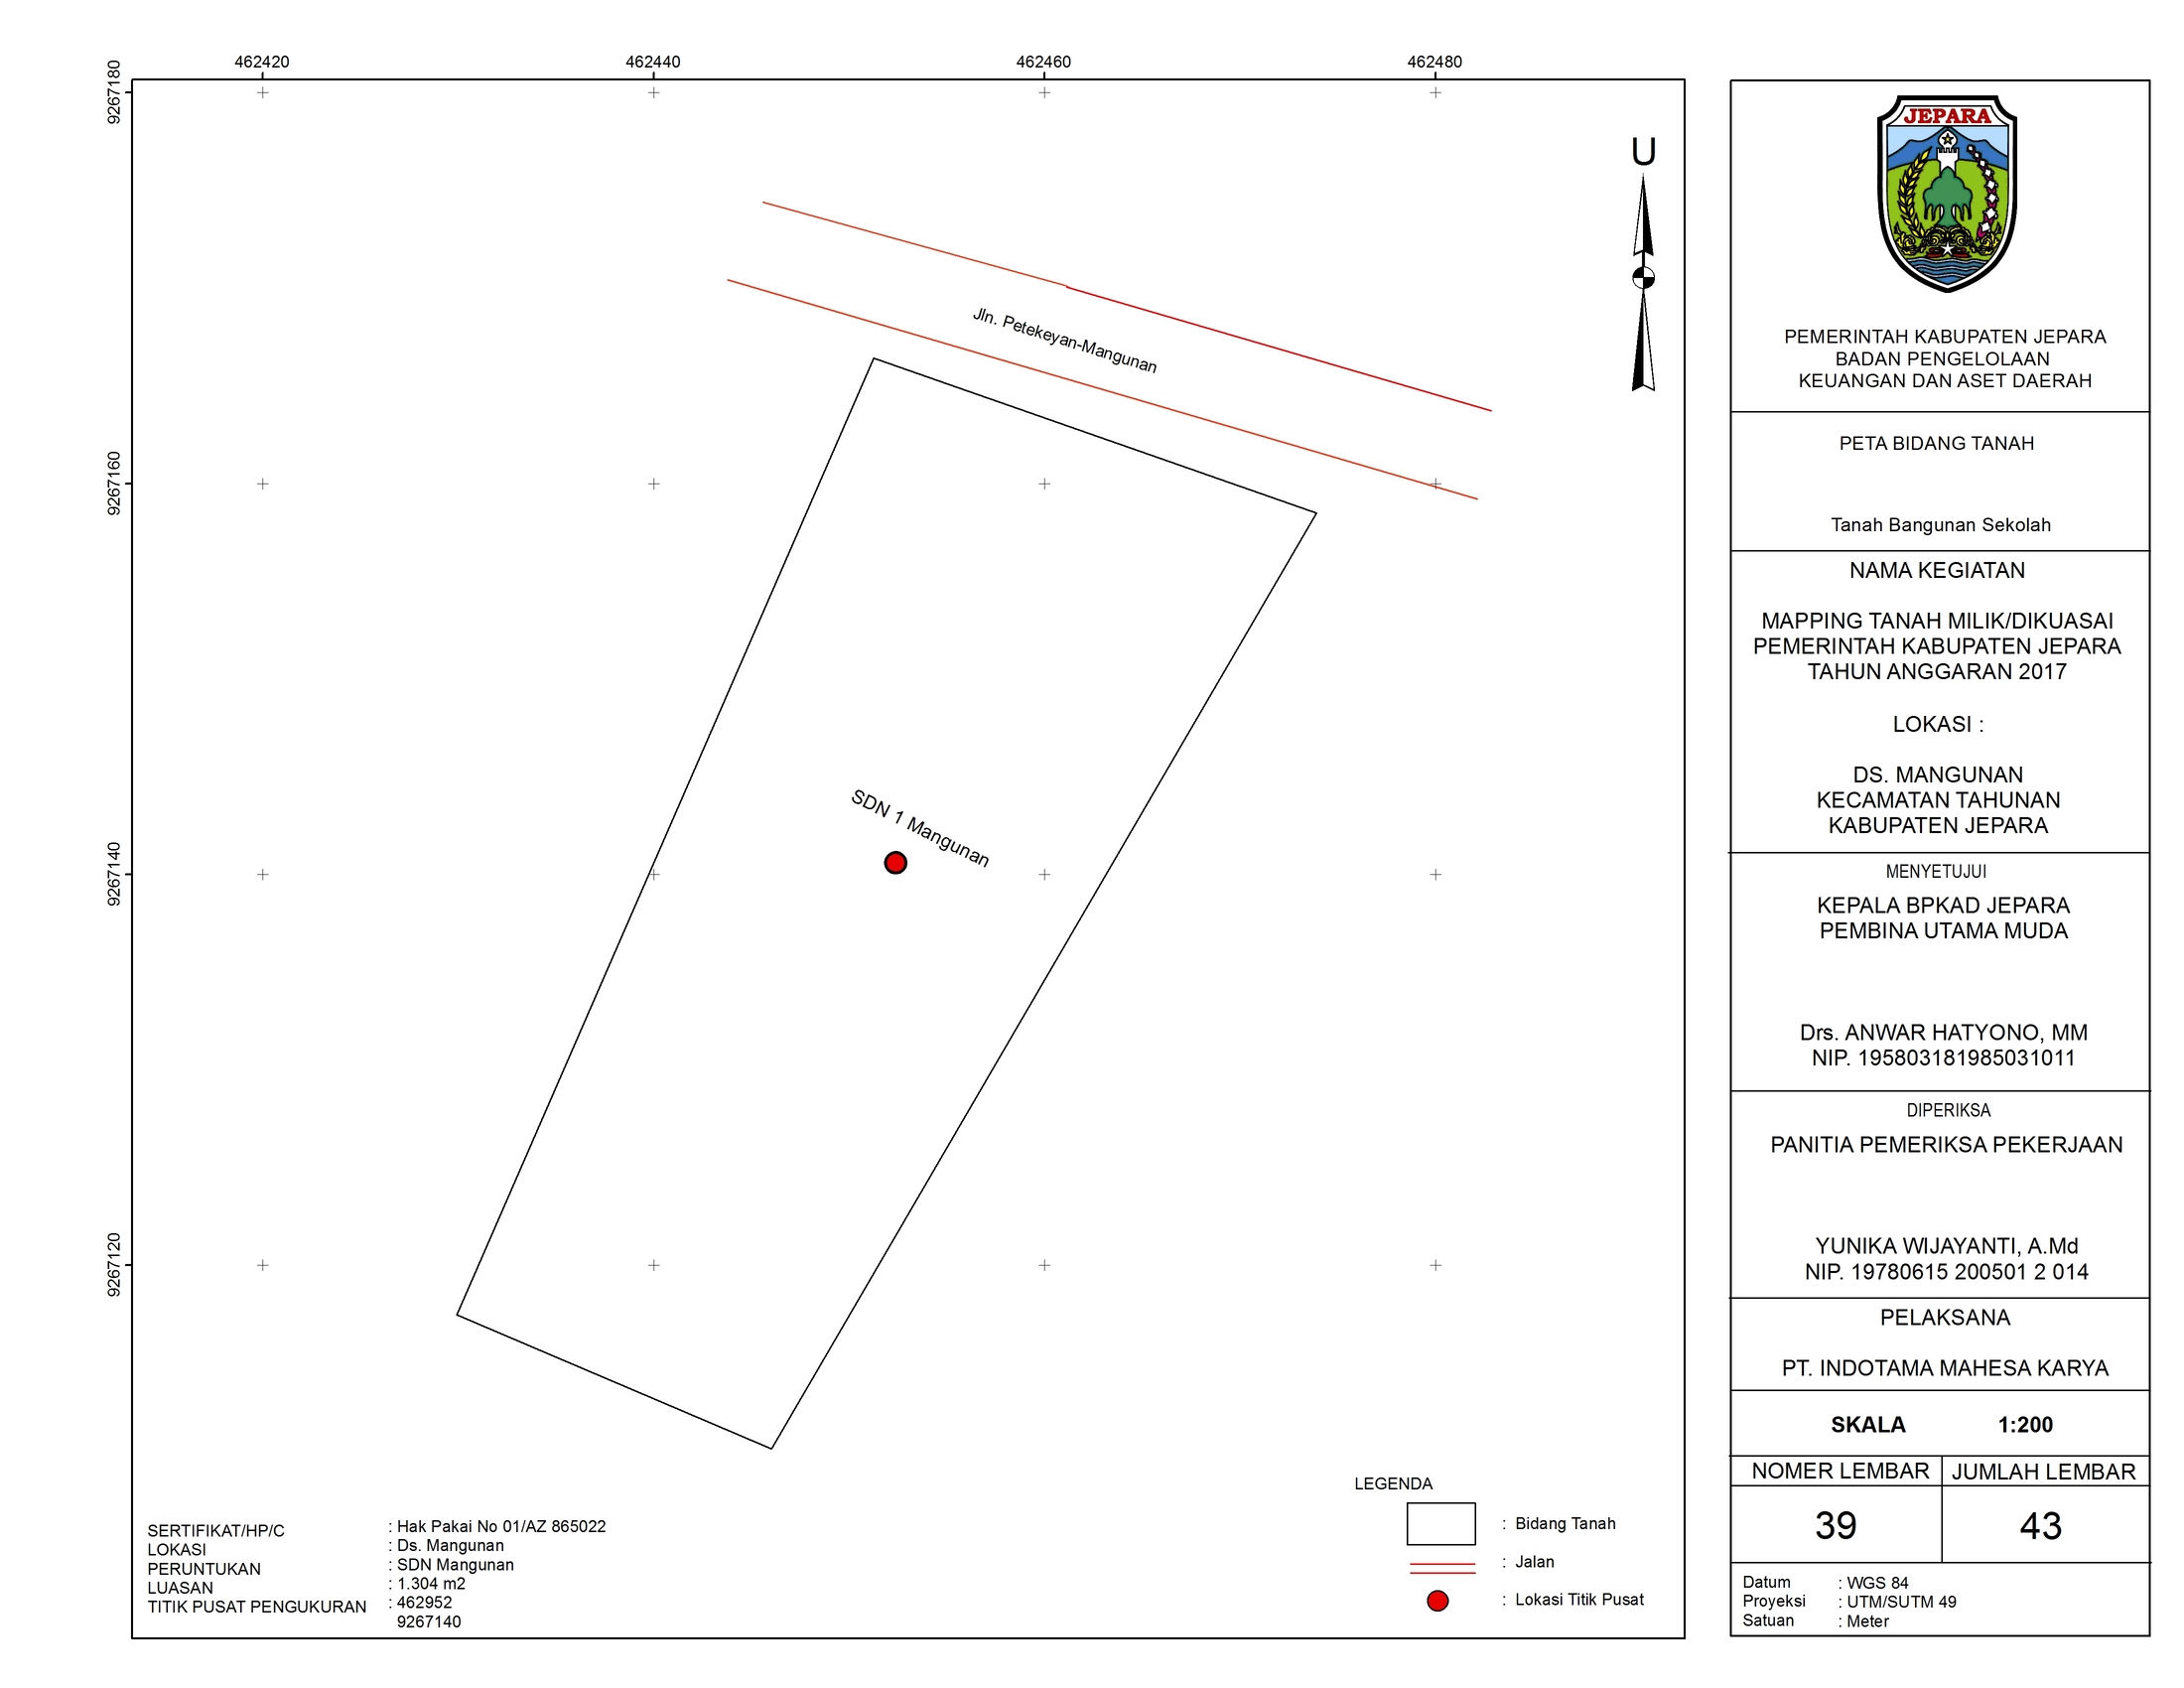 462420 462440 462460 462480
9267180
9267160
9267140
9267120
U
Jln. Petekeyan-Mangunan
SDN 1 Mangunan
SERTIFIKAT/HP/C : Hak Pakai No 01/AZ 865022
LOKASI : Ds. Mangunan
PERUNTUKAN : SDN Mangunan
LUASAN : 1.304 m2
TITIK PUSAT PENGUKURAN : 462952
9267140
LEGENDA
: Bidang Tanah
: Jalan
: Lokasi Titik Pusat
JEPARA
PEMERINTAH KABUPATEN JEPARA
BADAN PENGELOLAAN
KEUANGAN DAN ASET DAERAH
PETA BIDANG TANAH
Tanah Bangunan Sekolah
NAMA KEGIATAN
MAPPING TANAH MILIK/DIKUASAI
PEMERINTAH KABUPATEN JEPARA
TAHUN ANGGARAN 2017
LOKASI :
DS. MANGUNAN
KECAMATAN TAHUNAN
KABUPATEN JEPARA
MENYETUJUI
KEPALA BPKAD JEPARA
PEMBINA UTAMA MUDA
Drs. ANWAR HATYONO, MM
NIP. 195803181985031011
DIPERIKSA
PANITIA PEMERIKSA PEKERJAAN
YUNIKA WIJAYANTI, A.Md
NIP. 19780615 200501 2 014
PELAKSANA
PT. INDOTAMA MAHESA KARYA
SKALA 1:200
NOMER LEMBAR JUMLAH LEMBAR
39 43
Datum : WGS 84
Proyeksi : UTM/SUTM 49
Satuan : Meter